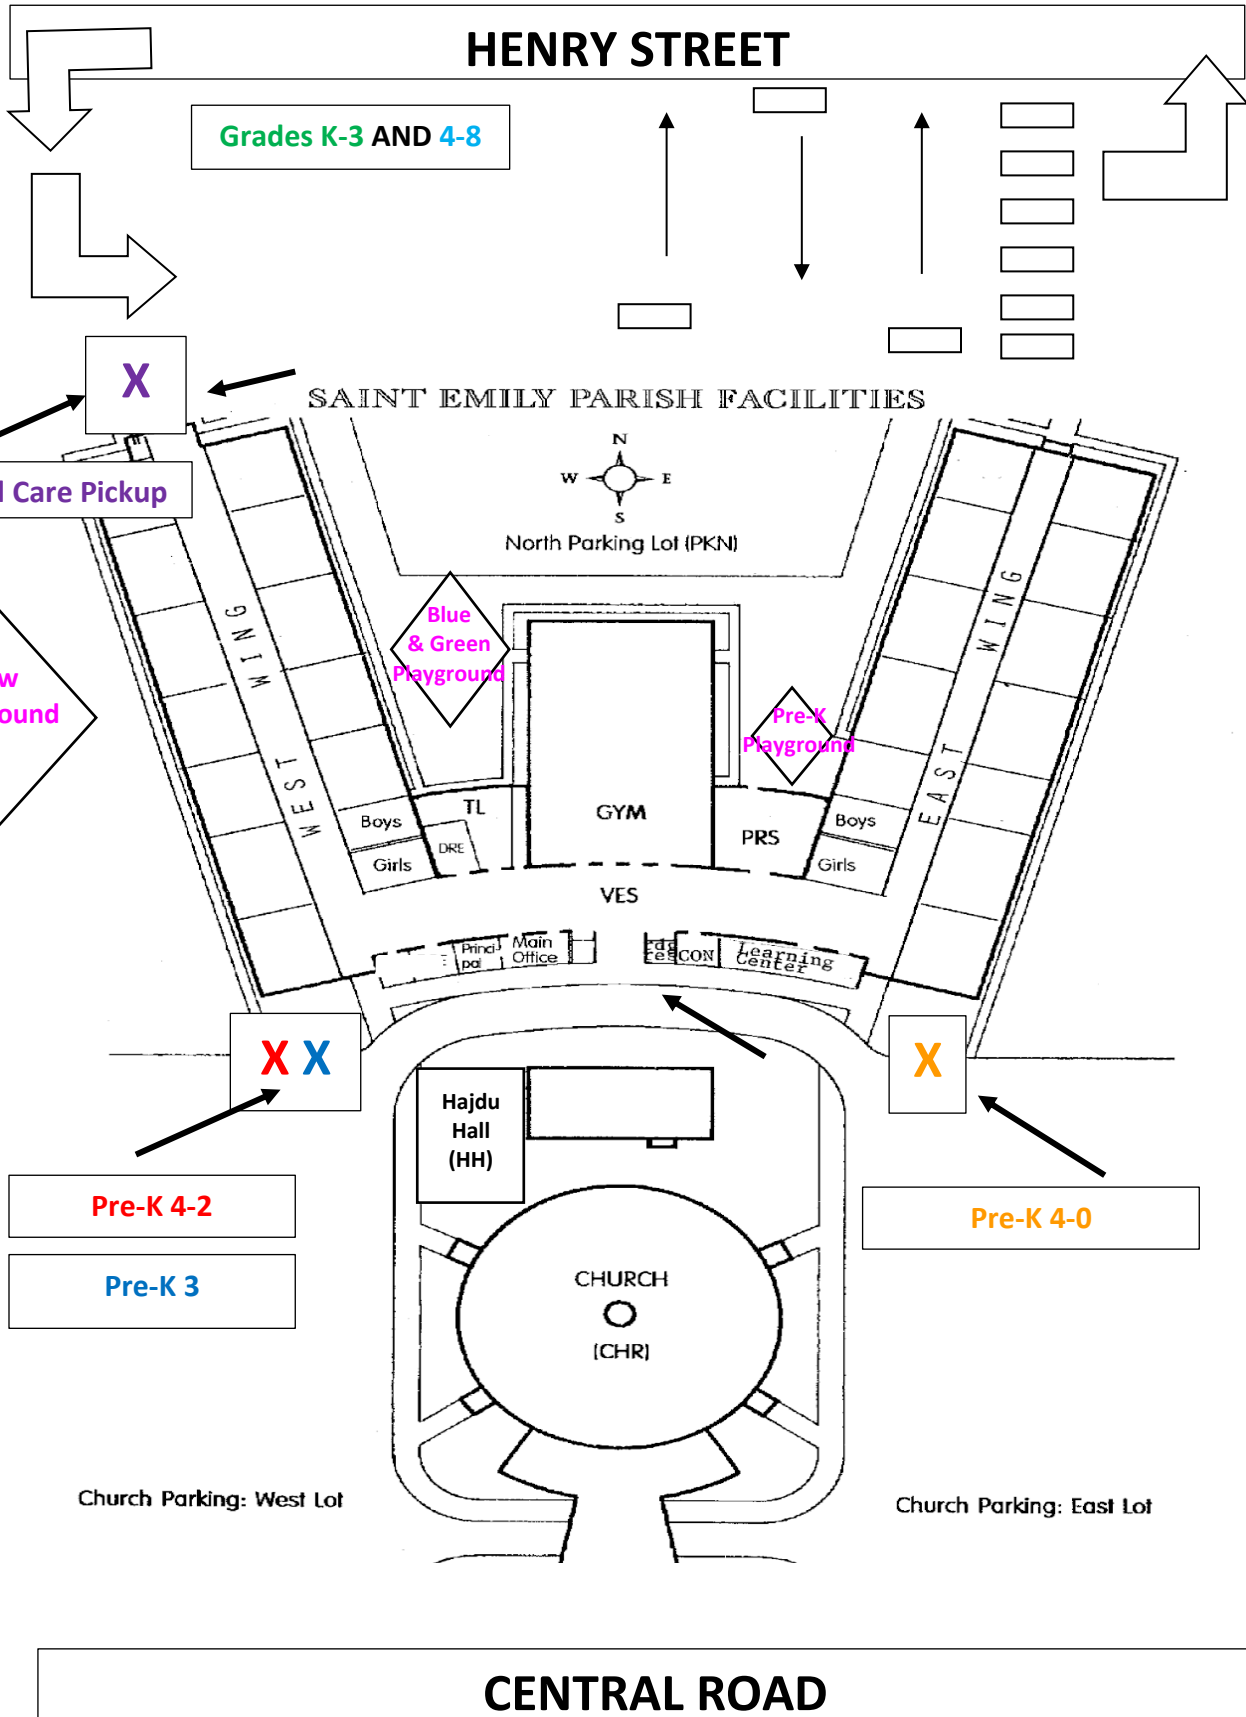 HENRY STREET
Grades K-3 AND 4-8
X
SAINT EMILY PARISH FACILITIES
N
W E
S
Care Pickup
North Parking Lot (PKN)
Blue
& Green
Playground
Pre-K
Playground
WEST WING
EAST WING
TL
DRE
GYM
PRS
Boys
Girls
Boys
Girls
VES
Princi-
pal
Main
Office
CON
Learning
Center
X X
X
Hajdu
Hall
(HH)
Pre-K 4-2
Pre-K 3
Pre-K 4-0
CHURCH
(CHR)
Church Parking: West Lot
Church Parking: East Lot
CENTRAL ROAD